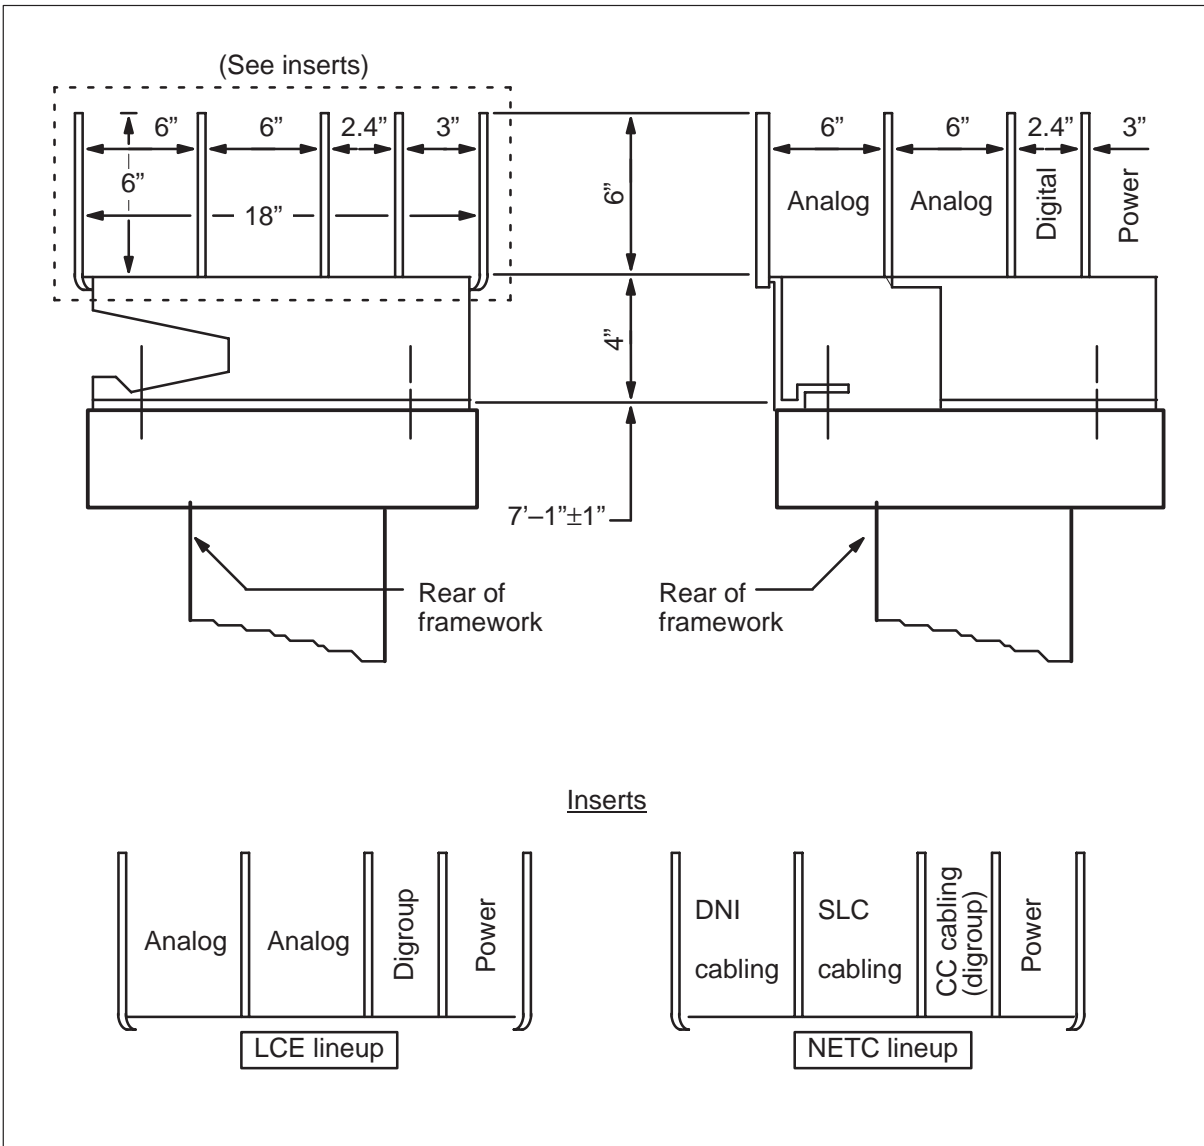 (See inserts)
6” 6” 2.4” 3”
6”
18”
6”
4”
7’–1”±1”
6” 6” 2.4” 3”
Analog Analog Digital Power
Rear of
framework
Rear of
framework
Inserts
Analog Analog Digroup Power
LCE lineup
DNI
cabling
SLC
cabling
CC cabling
(digroup)
Power
NETC lineup